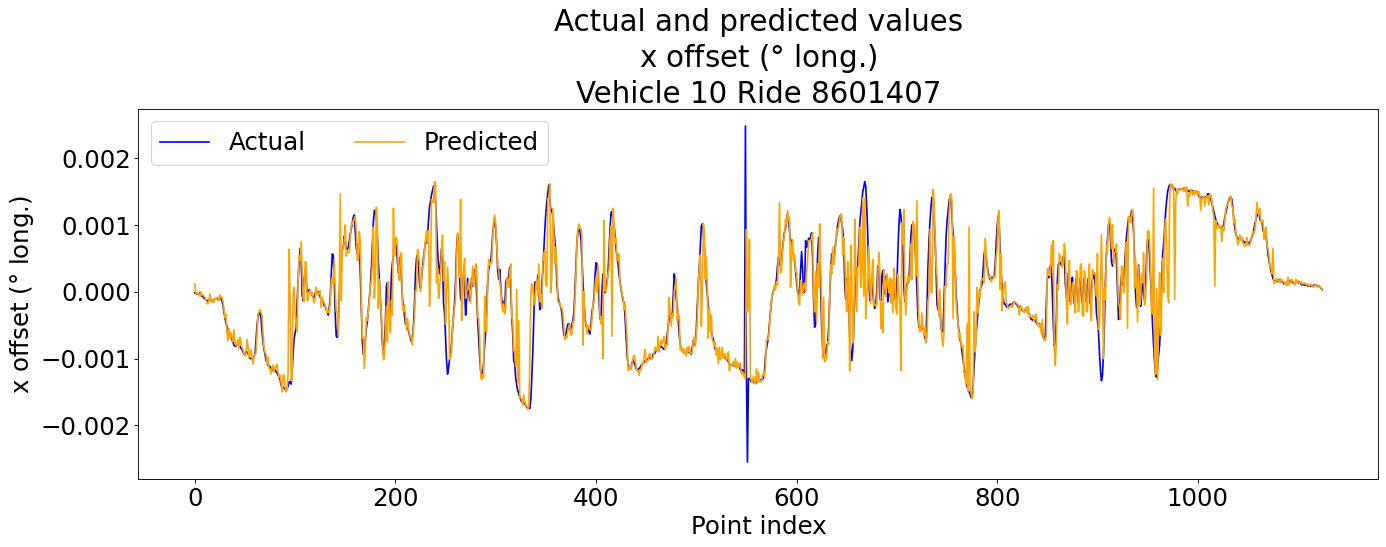 Actual and predicted values
x offset (° long.)
Vehicle 10 Ride 8601407
Actual
Predicted
x offset (° long.)
0.002
0.001
0.000
−0.001
−0.002
0
200
400
600
800
1000
Point index